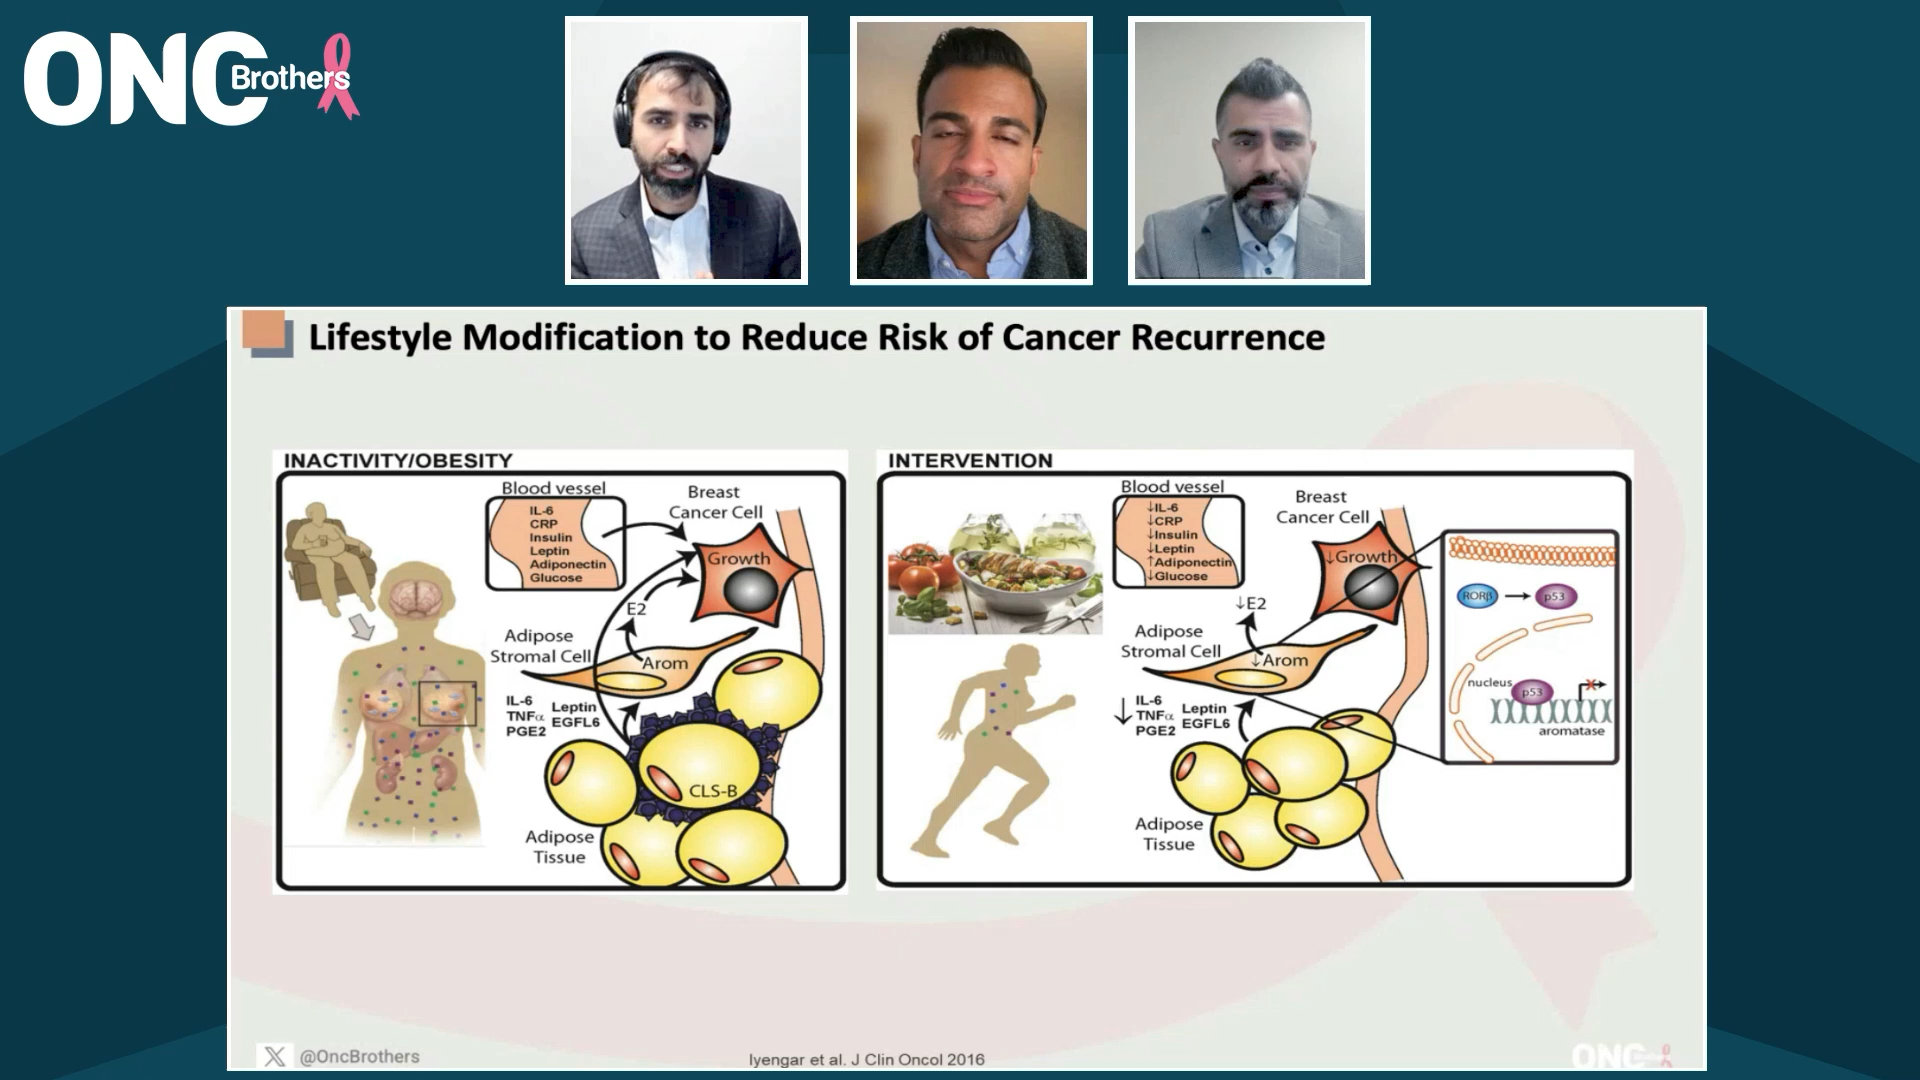 ONC
Brothers
Lifestyle Modification to Reduce Risk of Cancer Recurrence
INACTIVITY/OBESITY
Blood vessel
IL-6
CRP
Insulin
Leptin
Adiponectin
Glucose
Breast
Cancer Cell
Growth
E2
Adipose
Stromal Cell
Arom
IL-6
TNFα
PGE2
Leptin
EGFL6
CLS-B
Adipose
Tissue
INTERVENTION
Blood vessel
↓IL-6
↓CRP
↓Insulin
↓Leptin
↑Adiponectin
↓Glucose
Breast
Cancer Cell
↓Growth
↓E2
Adipose
Stromal Cell
↓Arom
↓ IL-6
TNFα
PGE2
Leptin
EGFL6
Adipose
Tissue
RORβ → p53
nucleus
p53
aromatase
X @OncBrothers
Iyengar et al. J Clin Oncol 2016
ONC